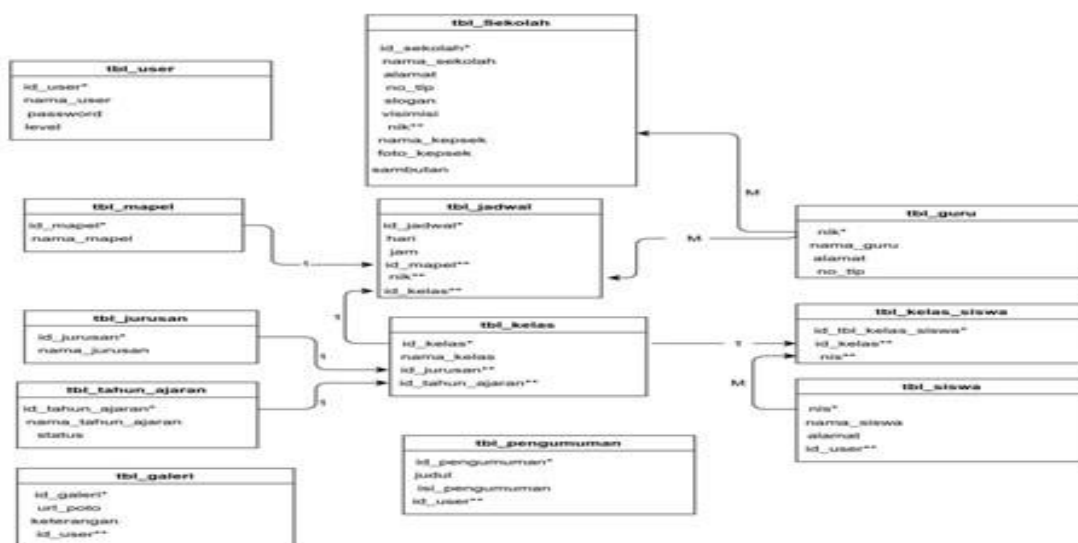 tbl_Sekolah
id_sekolah*
nama_sekolah
alamat
no_tlp
slogan
visimisi
nik**
nama_kepsek
foto_kepsek
sambutan
tbl_user
id_user*
nama_user
password
level
M
tbl_mapel
id_mapel*
nama_mapel
1
tbl_jadwal
id_jadwal*
hari
jam
id_mapel**
nik**
id_kelas**
M
tbl_guru
nik*
nama_guru
alamat
no_tlp
1
tbl_jurusan
id_jurusan*
nama_jurusan
1
tbl_kelas
id_kelas*
nama_kelas
id_jurusan**
id_tahun_ajaran**
1
tbl_kelas_siswa
id_tbl_kelas_siswa*
id_kelas**
nis**
M
tbl_tahun_ajaran
id_tahun_ajaran*
nama_tahun_ajaran
status
1
tbl_siswa
nis*
nama_siswa
alamat
id_user**
tbl_galeri
id_galeri*
url_poto
keterangan
id_user**
tbl_pengumuman
id_pengumuman*
judul
isi_pengumuman
id_user**